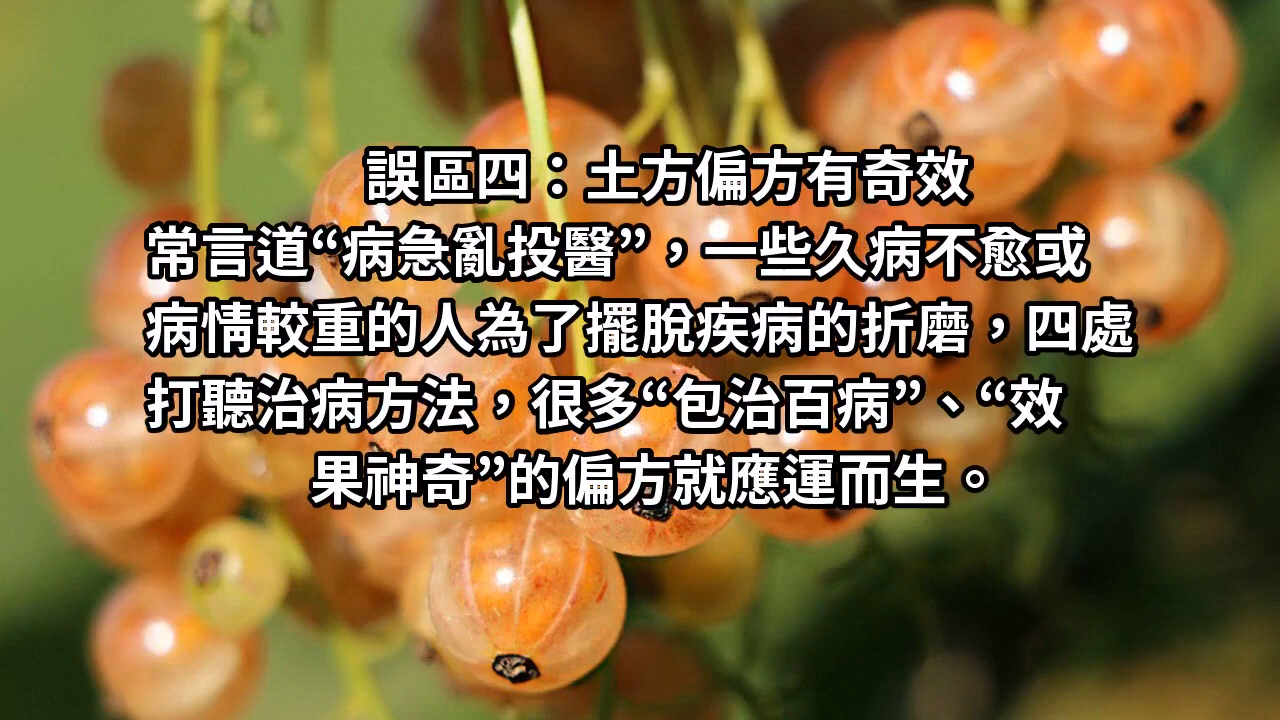 誤區四：土方偏方有奇效
常言道“病急亂投醫”，一些久病不愈或
病情較重的人為了擺脫疾病的折磨，四處
打聽治病方法，很多“包治百病”、“效
果神奇”的偏方就應運而生。